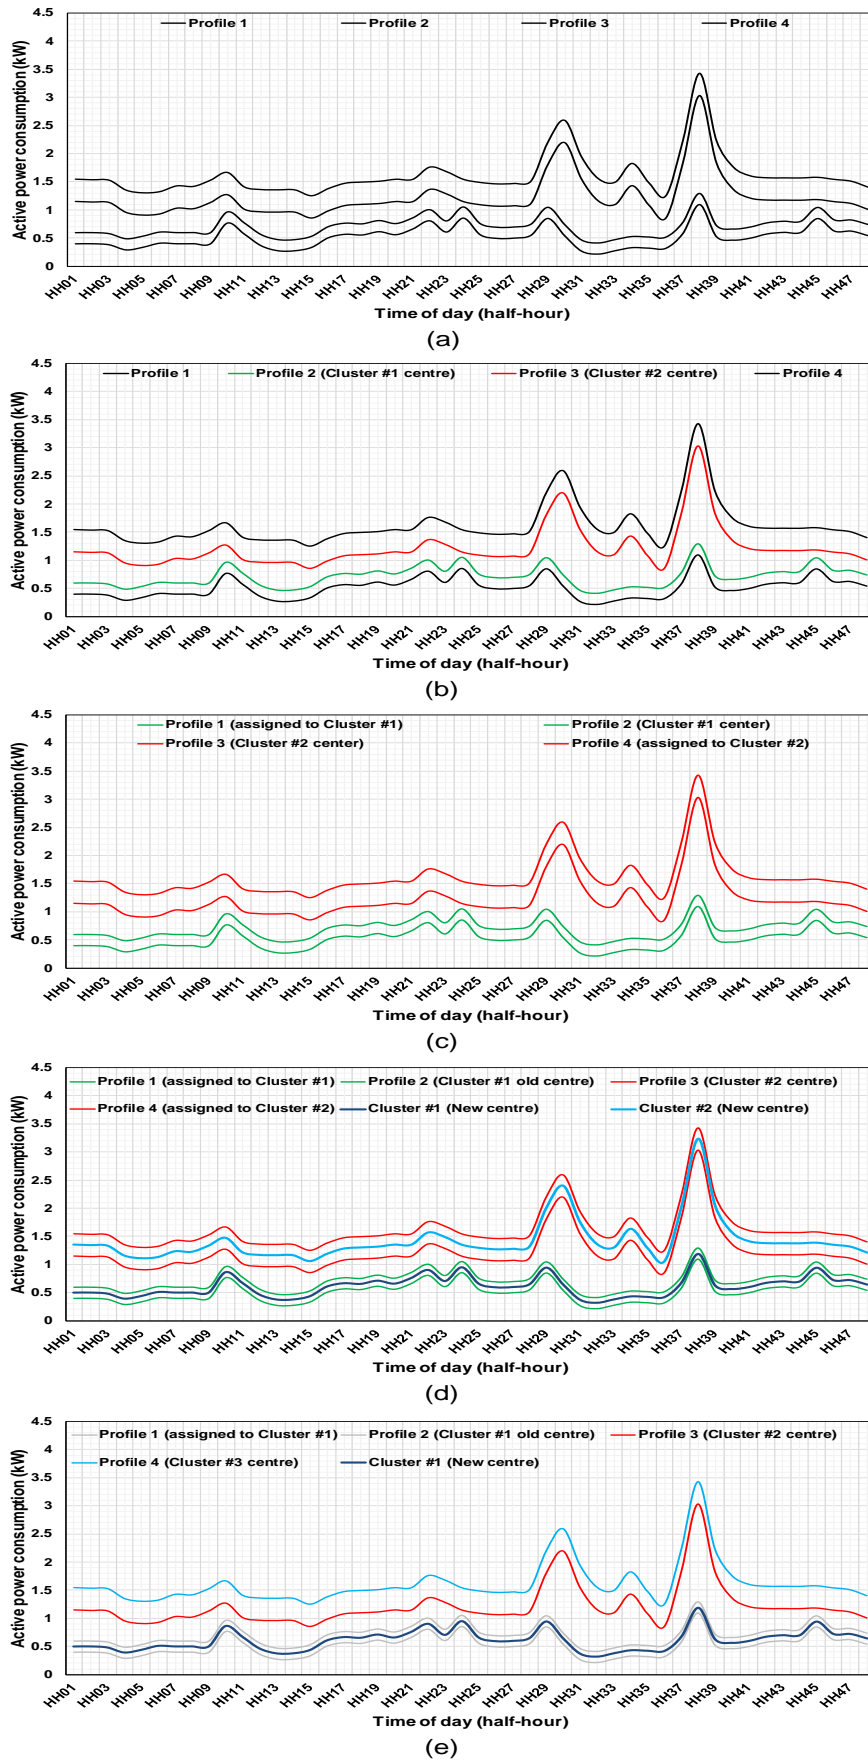 Active power consumption (kW)
Profile 1 Profile 2 Profile 3 Profile 4
4.5
4
3.5
3
2.5
2
1.5
1
0.5
0
HH01 HH03 HH05 HH07 HH09 HH11 HH13 HH15 HH17 HH19 HH21 HH23 HH25 HH27 HH29 HH31 HH33 HH35 HH37 HH39 HH41 HH43 HH45 HH47
Time of day (half-hour)
(a)
Active power consumption (kW)
Profile 1 Profile 2 (Cluster #1 centre) Profile 3 (Cluster #2 centre) Profile 4
4.5
4
3.5
3
2.5
2
1.5
1
0.5
0
HH01 HH03 HH05 HH07 HH09 HH11 HH13 HH15 HH17 HH19 HH21 HH23 HH25 HH27 HH29 HH31 HH33 HH35 HH37 HH39 HH41 HH43 HH45 HH47
Time of day (half-hour)
(b)
Active power consumption (kW)
Profile 1 (assigned to Cluster #1) Profile 2 (Cluster #1 center)
Profile 3 (Cluster #2 center) Profile 4 (assigned to Cluster #2)
4.5
4
3.5
3
2.5
2
1.5
1
0.5
0
HH01 HH03 HH05 HH07 HH09 HH11 HH13 HH15 HH17 HH19 HH21 HH23 HH25 HH27 HH29 HH31 HH33 HH35 HH37 HH39 HH41 HH43 HH45 HH47
Time of day (half-hour)
(c)
Active power consumption (kW)
Profile 1 (assigned to Cluster #1) Profile 2 (Cluster #1 old centre) Profile 3 (Cluster #2 centre)
Profile 4 (assigned to Cluster #2) Cluster #1 (New centre) Cluster #2 (New centre)
4.5
4
3.5
3
2.5
2
1.5
1
0.5
0
HH01 HH03 HH05 HH07 HH09 HH11 HH13 HH15 HH17 HH19 HH21 HH23 HH25 HH27 HH29 HH31 HH33 HH35 HH37 HH39 HH41 HH43 HH45 HH47
Time of day (half-hour)
(d)
Active power consumption (kW)
Profile 1 (assigned to Cluster #1) Profile 2 (Cluster #1 old centre) Profile 3 (Cluster #2 centre)
Profile 4 (Cluster #3 centre) Cluster #1 (New centre)
4.5
4
3.5
3
2.5
2
1.5
1
0.5
0
HH01 HH03 HH05 HH07 HH09 HH11 HH13 HH15 HH17 HH19 HH21 HH23 HH25 HH27 HH29 HH31 HH33 HH35 HH37 HH39 HH41 HH43 HH45 HH47
Time of day (half-hour)
(e)